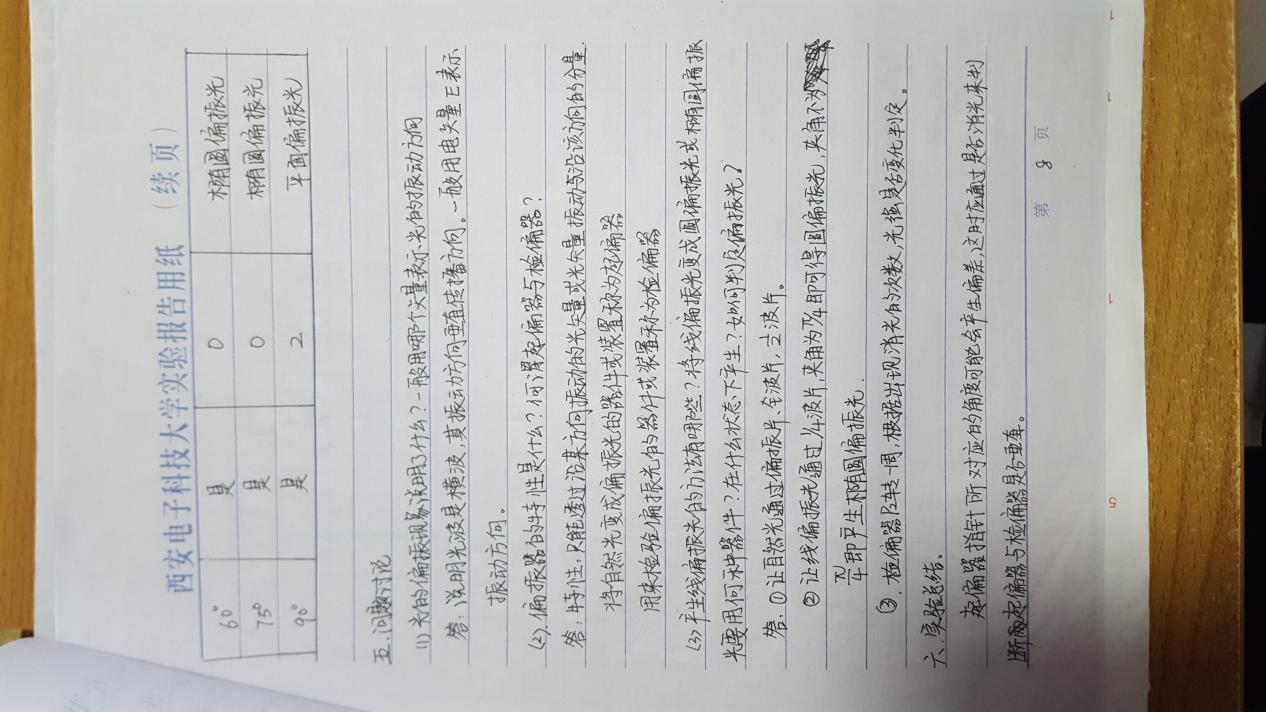 西安电子科技大学实验报告用纸 (续页)
60° 是 0 椭圆偏振光
75° 是 0 椭圆偏振光
90° 是 2 平面偏振光
五.问题讨论
(1)光的偏振现象说明了什么?一般用哪个矢量表示光的振动方向
答:说明光波是横波,其振动方向垂直传播方向。一般用电矢量E表示
振动方向。
(2).偏振器的特性是什么?何谓起偏器与检偏器?
答:特性:只能透过沿某方向振动的光矢量或光矢量振动与沿该方向的分量.
将自然光变成偏振光的器件或装置称为起偏器
用来检验偏振光的器件或装置称为检偏器
(3)产生线偏振光的方法有哪些?将线偏振光变成圆偏振光或椭圆偏振
光要用何种器件?在什么状态下产生?如何判定偏振光?
答:①让自然光通过偏振片、全波片,½波片。
②让线偏振光通过1/4波片,夹角为π/4即可得圆偏振光,夹角不为
π/4即产生椭圆偏振光.
③.检偏器P2转一周,根据出现消光的次数,光强是否变化判定。
六.实验总结。
起偏器指针所对应的角度可能会产生偏差,这时应通过是否消光来判
断起偏器与检偏器是否垂直。
第 8 页